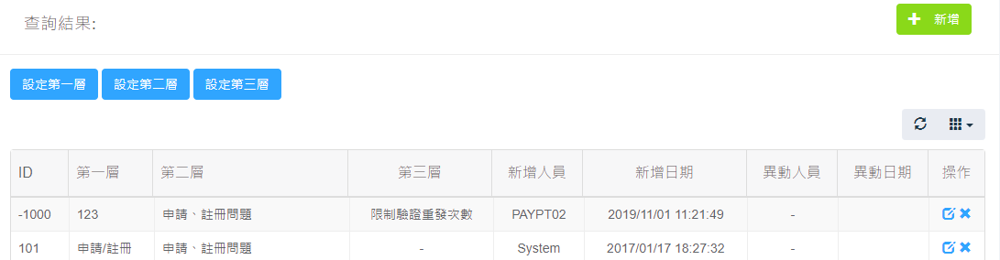 查詢結果:
新增
設定第一層 設定第二層 設定第三層
ID 第一層 第二層 第三層 新增人員 新增日期 異動人員 異動日期 操作
-1000 123 申請、註冊問題 限制驗證重發次數 PAYPT02 2019/11/01 11:21:49 -
101 申請/註冊 申請、註冊問題 - System 2017/01/17 18:27:32 -